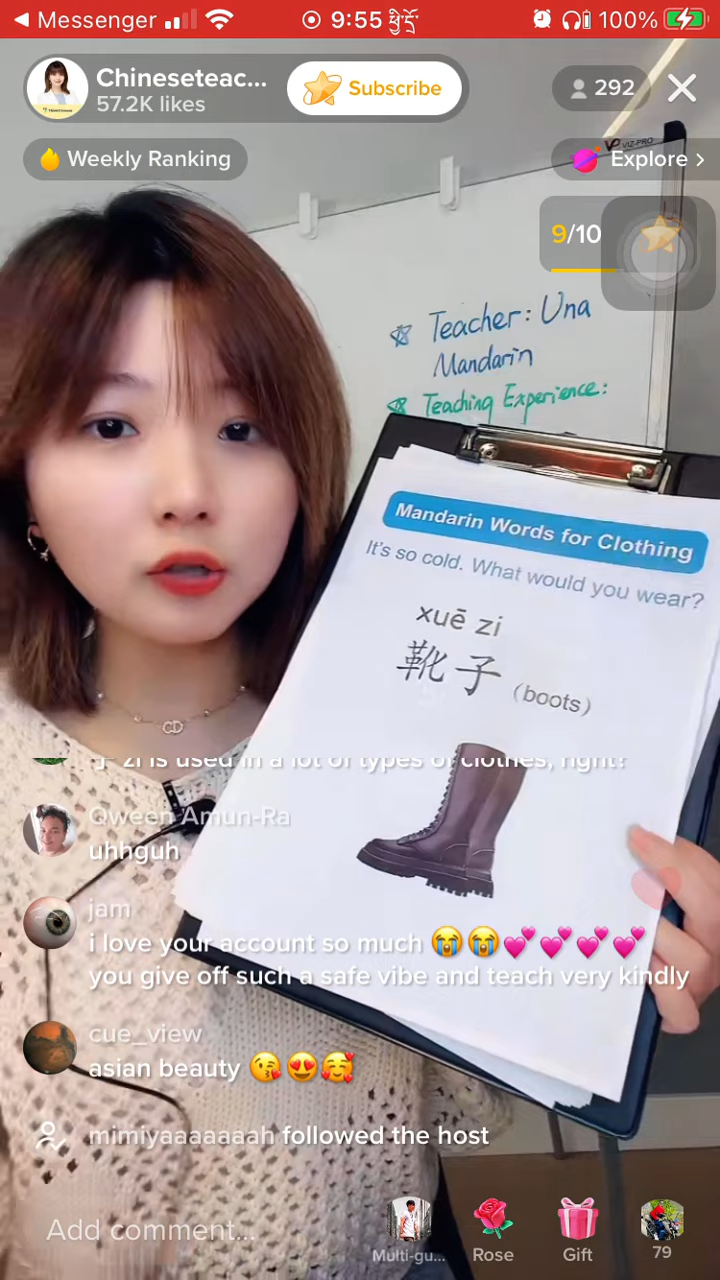 Messenger
9:55 ཕྱི་དྲོ་
100%
Chineseteac...
57.2K likes
Subscribe
292
Weekly Ranking
VIZ-PRO
Explore
9/10
Teacher: Una
Mandarin
Teaching Experience:
Mandarin Words for Clothing
It's so cold. What would you wear?
xuē zi
靴子 (boots)
CD
子 zi is used in a lot of types of clothes, right?
Qween Amun-Ra
uhhguh
jam
i love your account so much 😭😭💕💕💕💕
you give off such a safe vibe and teach very kindly
cue_view
asian beauty 😘😍🥰
mimiyaaaaaaah followed the host
Add comment...
Multi-gu...
Rose
Gift
79